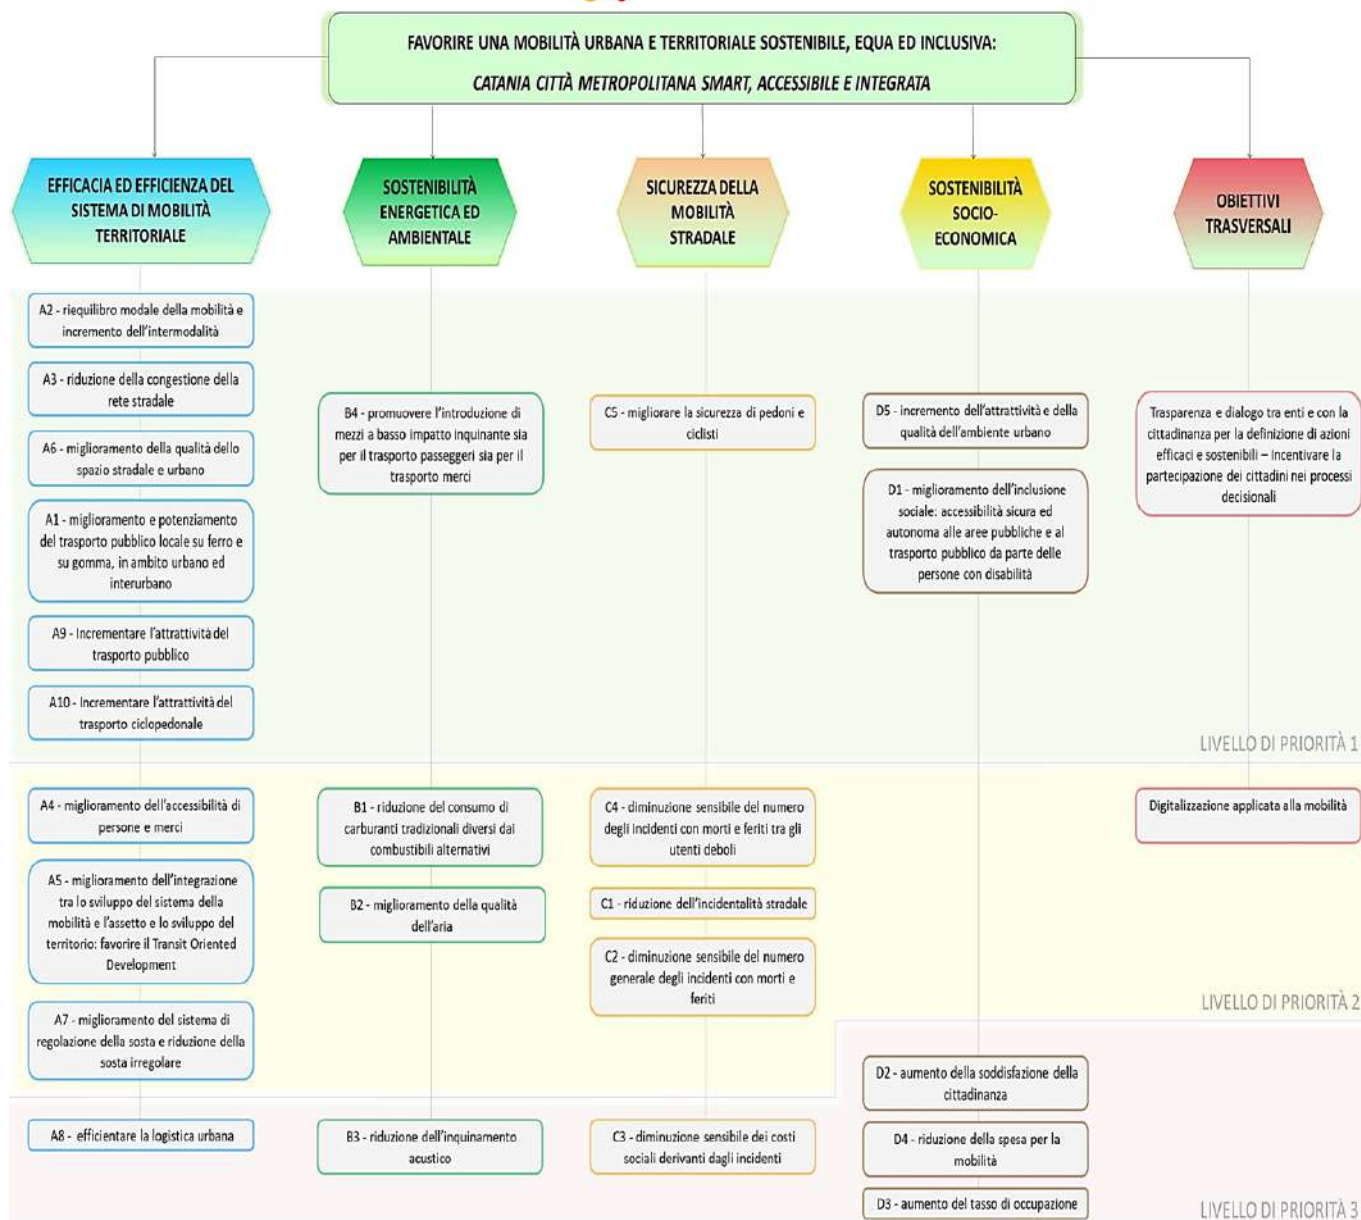 FAVORIRE UNA MOBILITÀ URBANA E TERRITORIALE SOSTENIBILE, EQUA ED INCLUSIVA:
CATANIA CITTÀ METROPOLITANA SMART, ACCESSIBILE E INTEGRATA
EFFICACIA ED EFFICIENZA DEL
SISTEMA DI MOBILITÀ
TERRITORIALE
SOSTENIBILITÀ
ENERGETICA ED
AMBIENTALE
SICUREZZA DELLA
MOBILITÀ
STRADALE
SOSTENIBILITÀ
SOCIO-
ECONOMICA
OBIETTIVI
TRASVERSALI
A2 - riequilibro modale della mobilità e
incremento dell'intermodalità
A3 - riduzione della congestione della
rete stradale
A6 - miglioramento della qualità dello
spazio stradale e urbano
A1 - miglioramento e potenziamento
del trasporto pubblico locale su ferro e
su gomma, in ambito urbano ed
interurbano
A9 - Incrementare l'attrattività del
trasporto pubblico
A10 - Incrementare l'attrattività del
trasporto ciclopedonale
B4 - promuovere l'introduzione di
mezzi a basso impatto inquinante sia
per il trasporto passeggeri sia per il
trasporto merci
C5 - migliorare la sicurezza di pedoni e
ciclisti
D5 - incremento dell'attrattività e della
qualità dell'ambiente urbano
D1 - miglioramento dell'inclusione
sociale: accessibilità sicura ed
autonoma alle aree pubbliche e al
trasporto pubblico da parte delle
persone con disabilità
Trasparenza e dialogo tra enti e con la
cittadinanza per la definizione di azioni
efficaci e sostenibili – Incentivare la
partecipazione dei cittadini nei processi
decisionali
LIVELLO DI PRIORITÀ 1
A4 - miglioramento dell'accessibilità di
persone e merci
A5 - miglioramento dell'integrazione
tra lo sviluppo del sistema della
mobilità e l'assetto e lo sviluppo del
territorio: favorire il Transit Oriented
Development
A7 - miglioramento del sistema di
regolazione della sosta e riduzione della
sosta irregolare
B1 - riduzione del consumo di
carburanti tradizionali diversi dai
combustibili alternativi
B2 - miglioramento della qualità
dell'aria
C4 - diminuzione sensibile del numero
degli incidenti con morti e feriti tra gli
utenti deboli
C1 - riduzione dell'incidentalità stradale
C2 - diminuzione sensibile del numero
generale degli incidenti con morti e
feriti
Digitalizzazione applicata alla mobilità
LIVELLO DI PRIORITÀ 2
A8 - efficientare la logistica urbana
B3 - riduzione dell'inquinamento
acustico
C3 - diminuzione sensibile dei costi
sociali derivanti dagli incidenti
D2 - aumento della soddisfazione della
cittadinanza
D4 - riduzione della spesa per la
mobilità
D3 - aumento del tasso di occupazione
LIVELLO DI PRIORITÀ 3